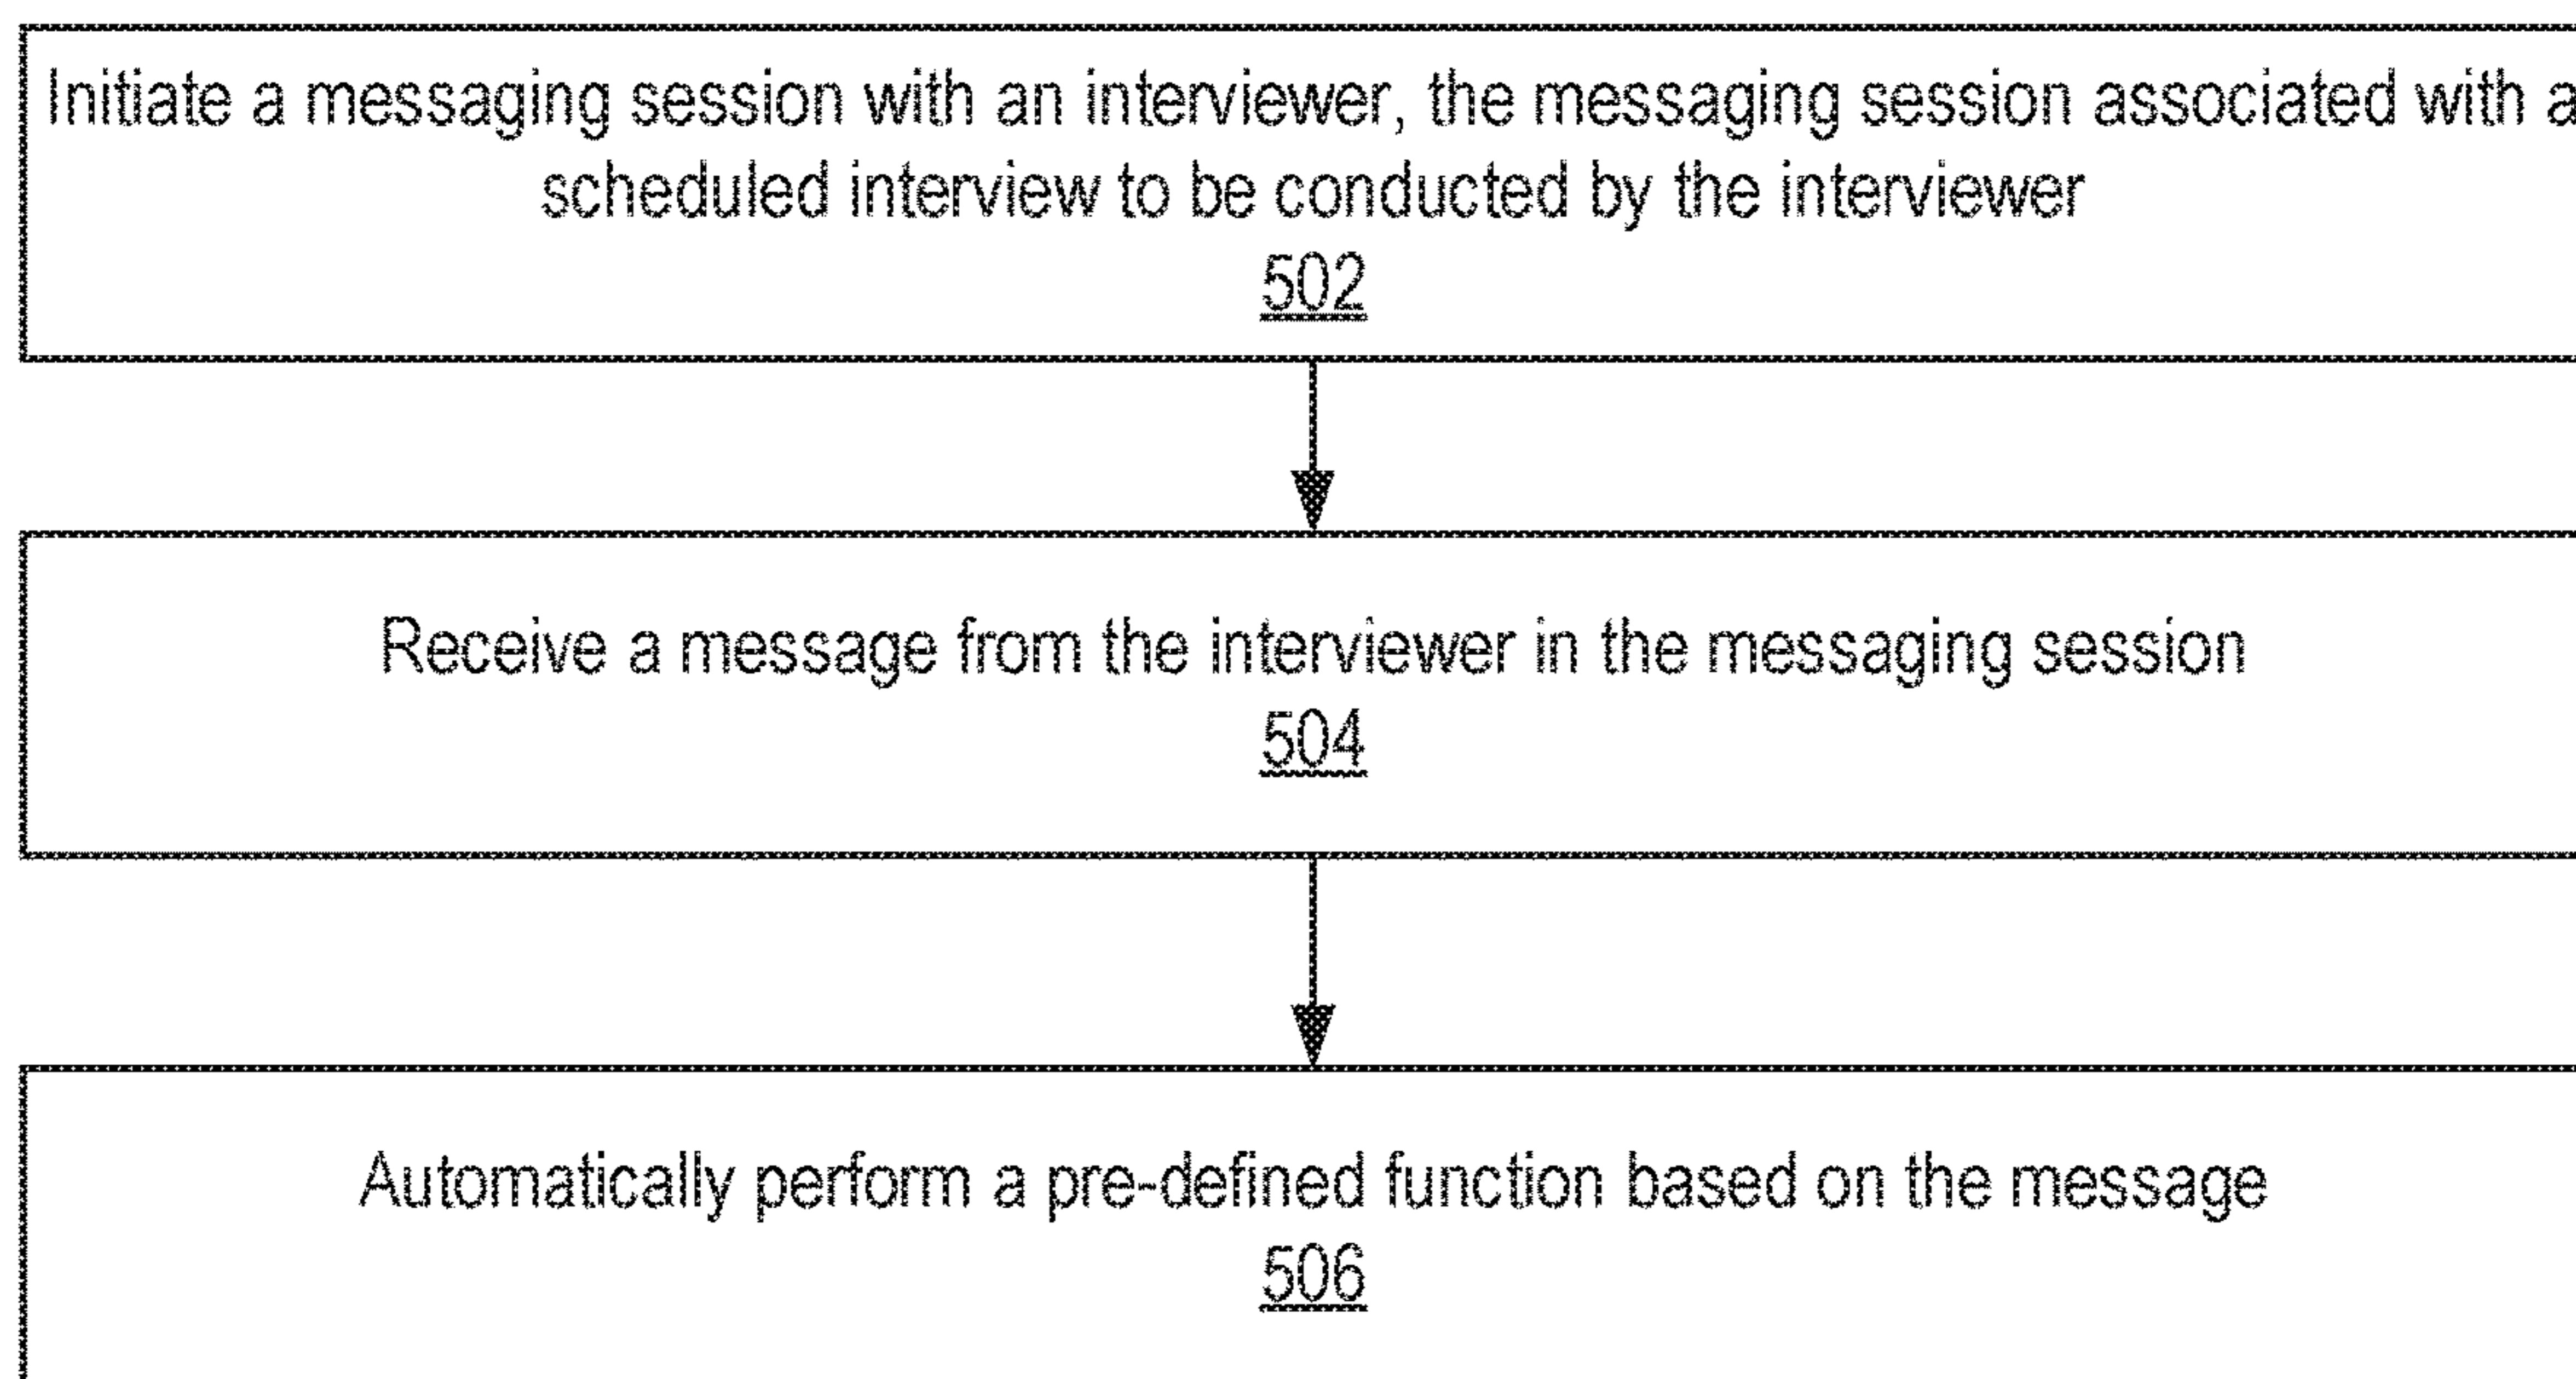 Initiate a messaging session with an interviewer, the messaging session associated with a
scheduled interview to be conducted by the interviewer
502
Receive a message from the interviewer in the messaging session
504
Automatically perform a pre-defined function based on the message
506